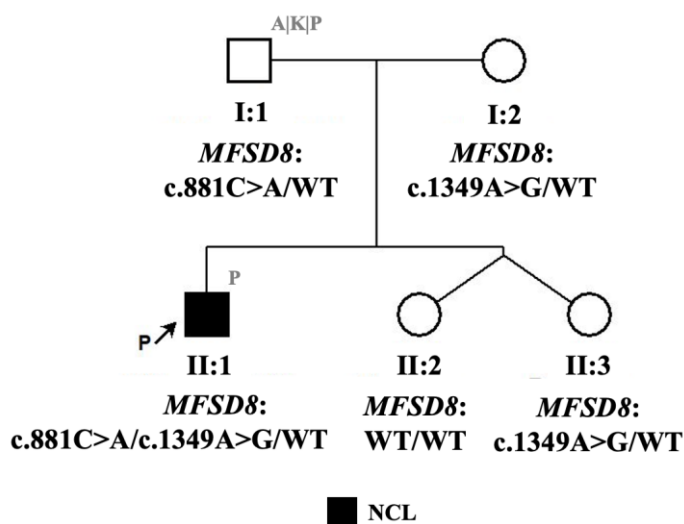 A|K|P
I:1
MFSD8:
c.881C>A/WT
I:2
MFSD8:
c.1349A>G/WT
P
P
II:1
MFSD8:
c.881C>A/c.1349A>G/WT
II:2
MFSD8:
WT/WT
II:3
MFSD8:
c.1349A>G/WT
NCL